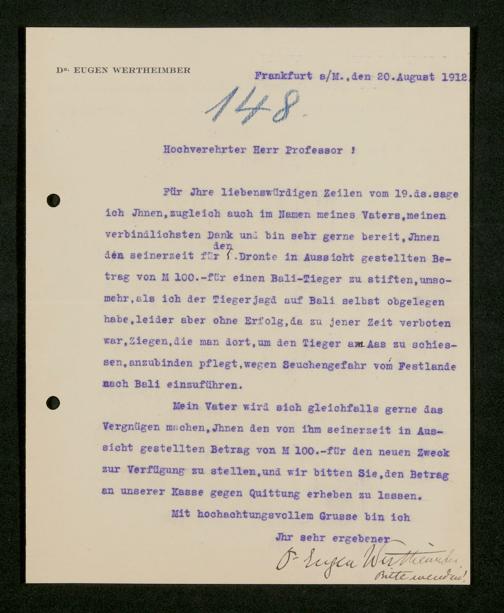 Dr. EUGEN WERTHEIMBER
Frankfurt a/M.,den 20.August 1912.
148.
Hochverehrter Herr Professor !
Für Jhre liebenswürdigen Zeilen vom 19.ds.sage
ich Jhnen,zugleich auch im Namen meines Vaters,meinen
verbindlichsten Dank und bin sehr gerne bereit,Jhnen
den
dén seinerzeit für .Dronte in Aussicht gestellten Be-
trag von M 100.-für einen Bali-Tieger zu stiften,umso-
mehr,als ich der Tiegerjagd auf Bali selbst obgelegen
habe,leider aber ohne Erfolg,da zu jener Zeit verboten
war,Ziegen,die man dort,um den Tieger am Aas zu schies-
sen,anzubinden pflegt,wegen Seuchengefahr vom Festlande
nach Bali einzuführen.
Mein Vater wird sich gleichfalls gerne das
Vergnügen machen,Jhnen den von ihm seinerzeit in Aus-
sicht gestellten Betrag von M 100.-für den neuen Zweck
zur Verfügung zu stellen,und wir bitten Sie,den Betrag
an unserer Kasse gegen Quittung erheben zu lassen.
Mit hochachtungsvollem Grusse bin ich
Jhr sehr ergebener
Dr Eugen Wertheimber
Bitte wenden!